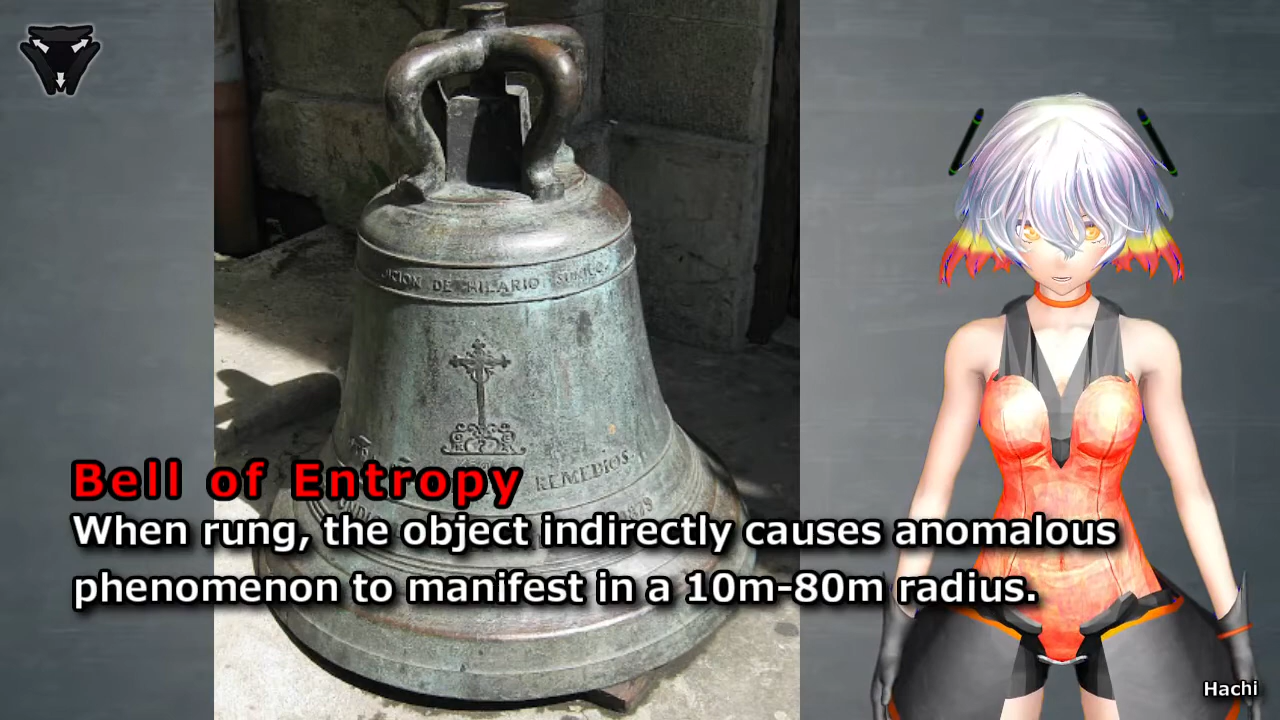 DE HILARIO
REMEDIOS
Bell of Entropy
When rung, the object indirectly causes anomalous
phenomenon to manifest in a 10m-80m radius.
Hachi